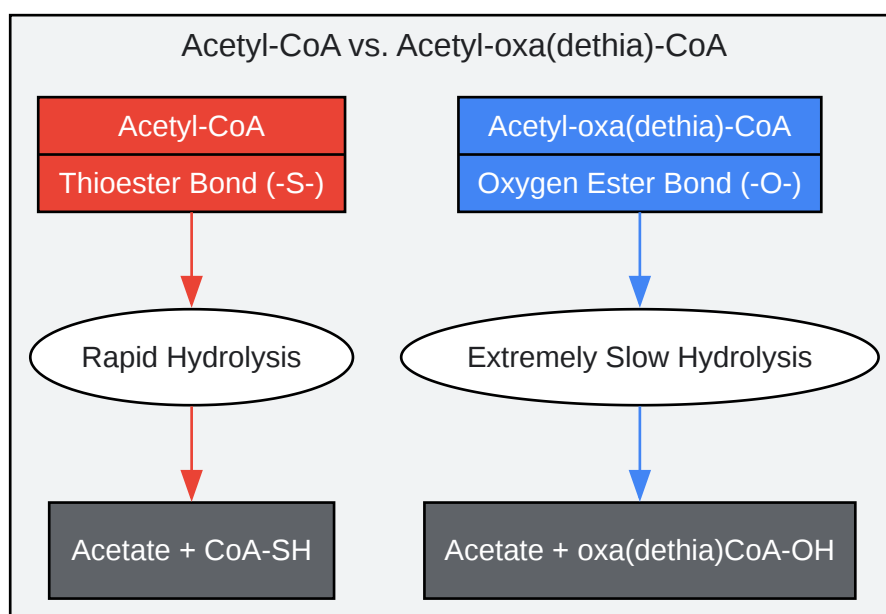 Acetyl-CoA vs. Acetyl-oxa(dethia)-CoA
Acetyl-CoA
Thioester Bond (-S-)
Acetyl-oxa(dethia)-CoA
Oxygen Ester Bond (-O-)
Rapid Hydrolysis
Extremely Slow Hydrolysis
Acetate + CoA-SH
Acetate + oxa(dethia)CoA-OH